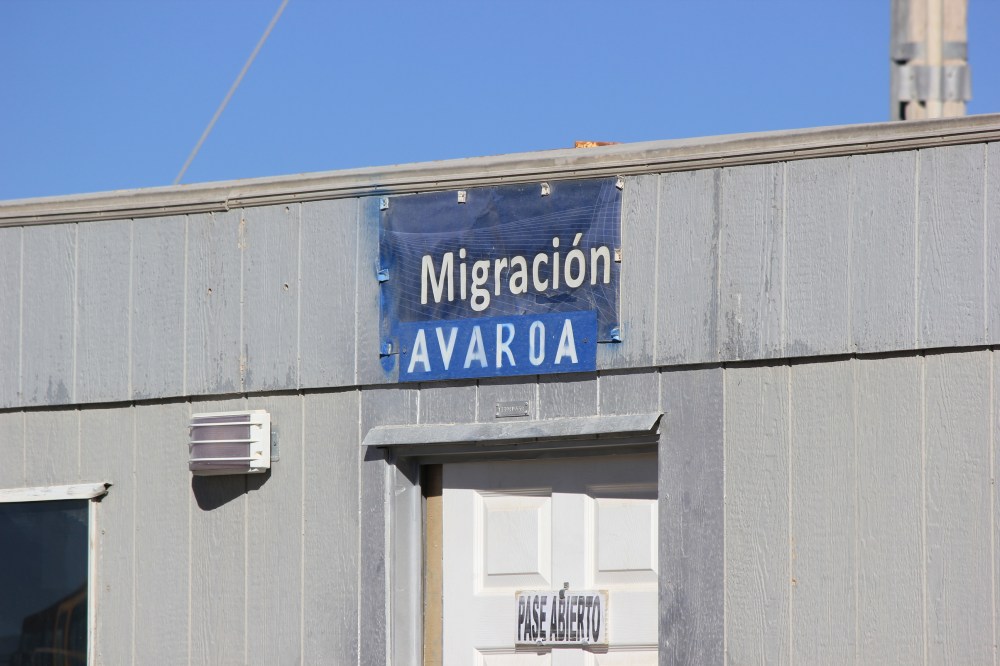 Migración
AVAROA
PASE ABIERTO